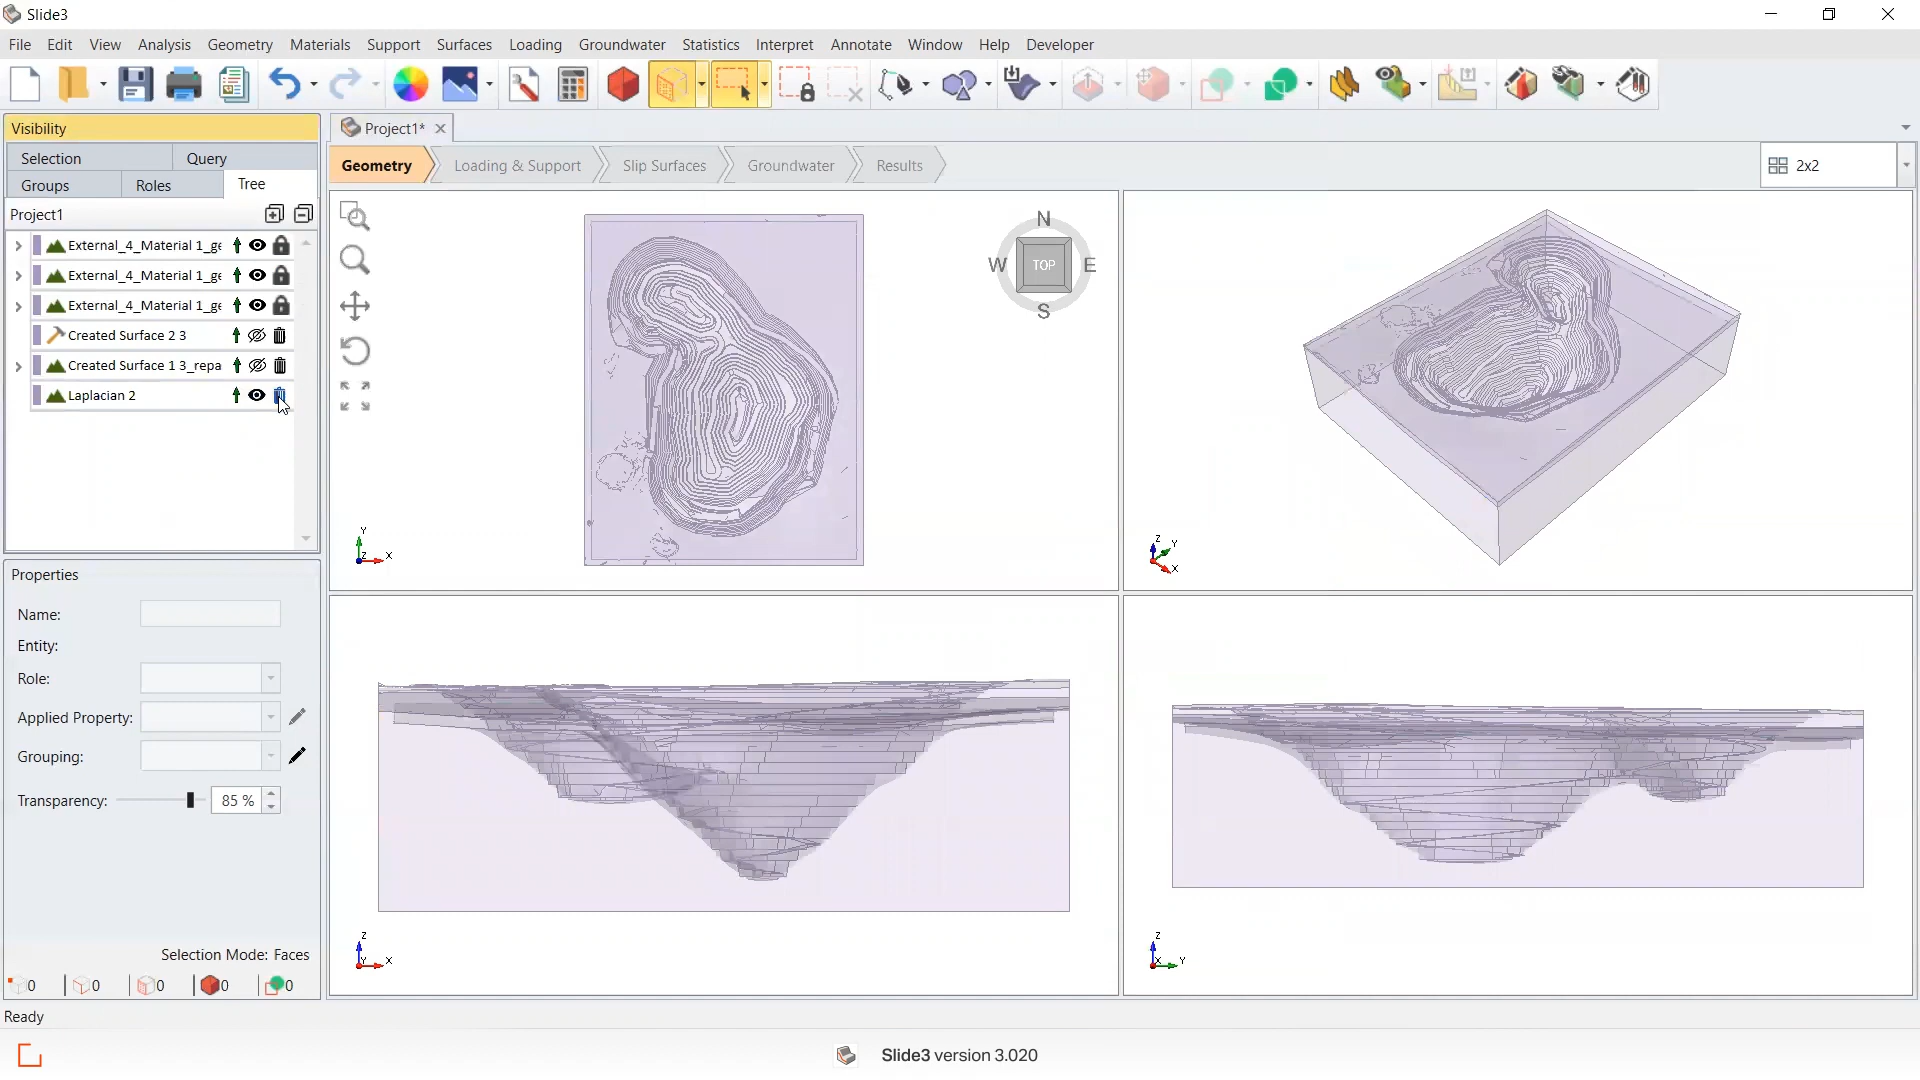 Slide3
File Edit View Analysis Geometry Materials Support Surfaces Loading Groundwater Statistics Interpret Annotate Window Help Developer
Visibility
Project1*
Selection Query
Groups Roles Tree
Geometry Loading & Support Slip Surfaces Groundwater Results
2x2
Project1
External_4_Material 1_ge
External_4_Material 1_ge
External_4_Material 1_ge
Created Surface 2 3
Created Surface 1 3_repa
Laplacian 2
N
W TOP E
S
Y
Z X
Z Y
X
Properties
Name:
Entity:
Role:
Applied Property:
Grouping:
Transparency: 85 %
Selection Mode: Faces
0 0 0 0 0
Z
Y X
Z
X Y
Ready
Slide3 version 3.020